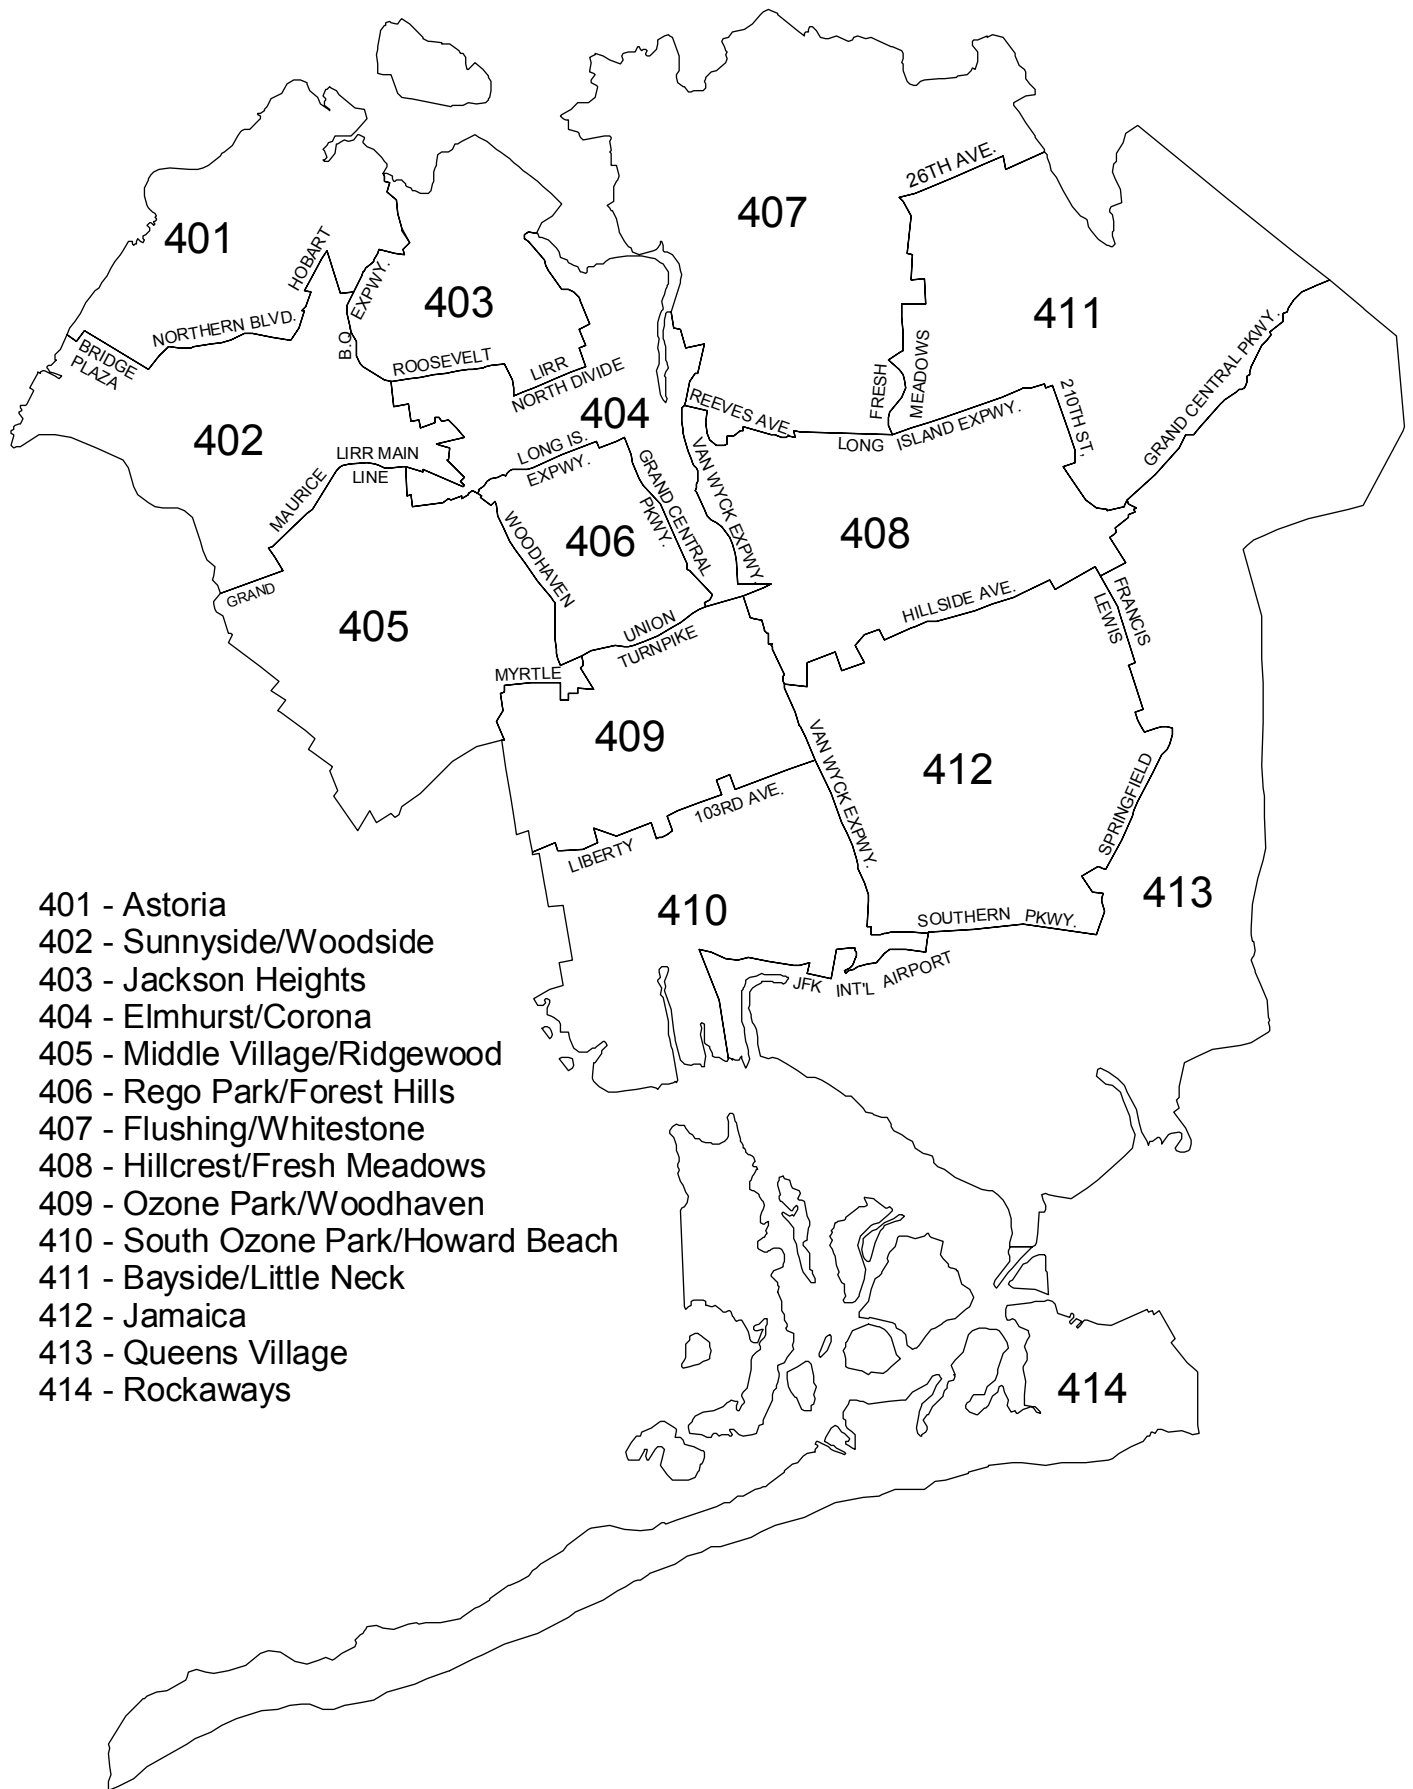 26TH AVE.
407
401
HOBART
B.Q. EXPWY.
403
411
GRAND CENTRAL PKWY.
NORTHERN BLVD.
BRIDGE
PLAZA
ROOSEVELT
LIRR
NORTH DIVIDE
FRESH
MEADOWS
404
REEVES AVE.
LONG ISLAND EXPWY.
210TH ST.
402
LIRR MAIN
LINE
MAURICE
LONG IS.
EXPWY.
GRAND CENTRAL
PKWY.
VAN WYCK EXPWY.
WOODHAVEN
406
408
GRAND
405
UNION
TURNPIKE
HILLSIDE AVE.
FRANCIS
LEWIS
MYRTLE
409
VAN WYCK EXPWY.
412
SPRINGFIELD
103RD AVE.
LIBERTY
410
413
SOUTHERN PKWY.
JFK INT'L AIRPORT
401 - Astoria
402 - Sunnyside/Woodside
403 - Jackson Heights
404 - Elmhurst/Corona
405 - Middle Village/Ridgewood
406 - Rego Park/Forest Hills
407 - Flushing/Whitestone
408 - Hillcrest/Fresh Meadows
409 - Ozone Park/Woodhaven
410 - South Ozone Park/Howard Beach
411 - Bayside/Little Neck
412 - Jamaica
413 - Queens Village
414 - Rockaways
414